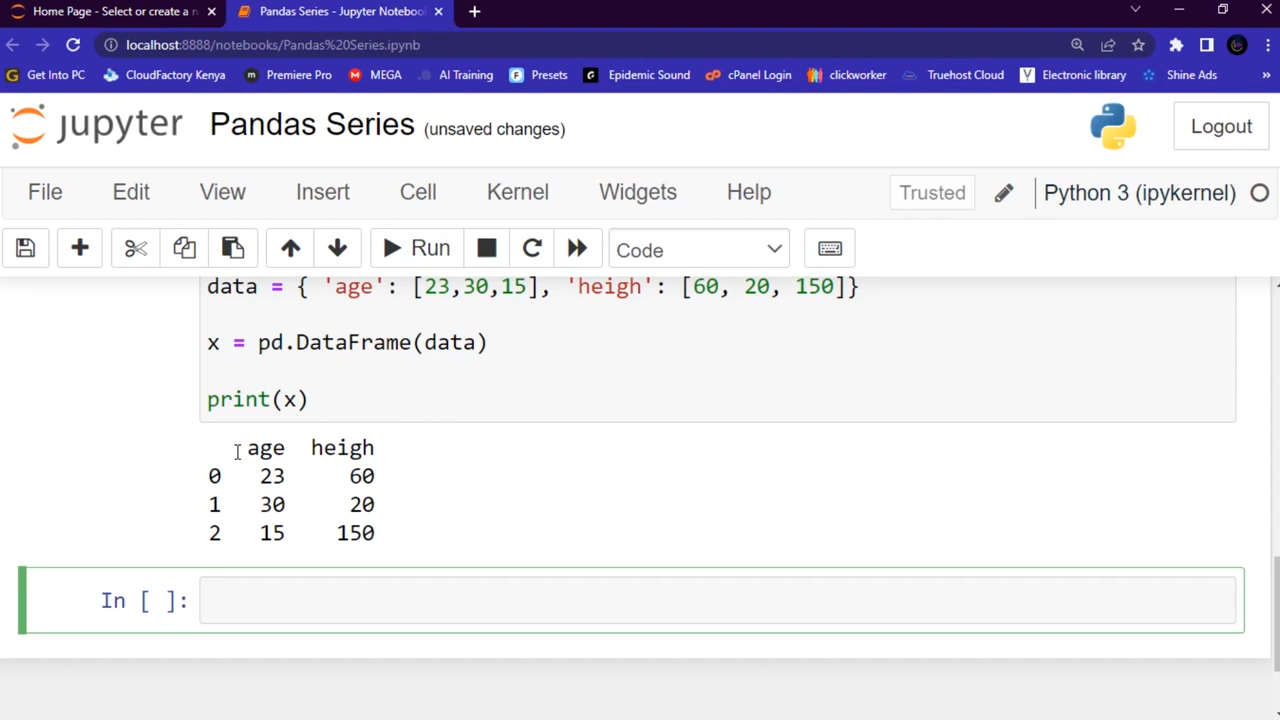 Home Page - Select or create a n
Pandas Series - Jupyter Noteboo
localhost:8888/notebooks/Pandas%20Series.ipynb
Get Into PC CloudFactory Kenya Premiere Pro MEGA AI Training Presets Epidemic Sound cPanel Login clickworker Truehost Cloud Electronic library Shine Ads »
jupyter Pandas Series (unsaved changes) Logout
File Edit View Insert Cell Kernel Widgets Help Trusted Python 3 (ipykernel)
Run Code
data = { 'age': [23,30,15], 'heigh': [60, 20, 150]}
x = pd.DataFrame(data)
print(x)
age heigh
0 23 60
1 30 20
2 15 150
In [ ]: